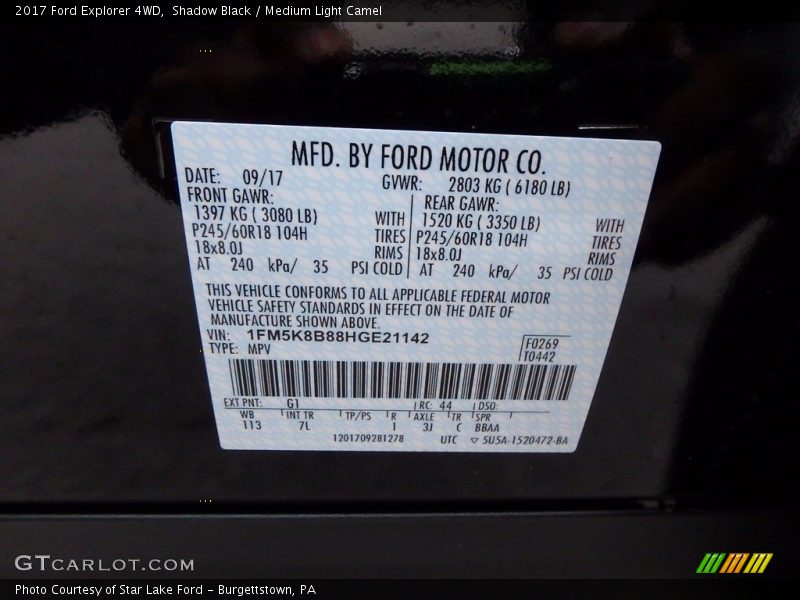 2017 Ford Explorer 4WD, Shadow Black / Medium Light Camel
MFD. BY FORD MOTOR CO.
DATE: 09/17 GVWR: 2803 KG ( 6180 LB)
FRONT GAWR: REAR GAWR:
1397 KG ( 3080 LB) WITH 1520 KG ( 3350 LB) WITH
P245/60R18 104H TIRES P245/60R18 104H TIRES
18x8.0J RIMS 18x8.0J RIMS
AT 240 kPa/ 35 PSI COLD AT 240 kPa/ 35 PSI COLD
THIS VEHICLE CONFORMS TO ALL APPLICABLE FEDERAL MOTOR
VEHICLE SAFETY STANDARDS IN EFFECT ON THE DATE OF
MANUFACTURE SHOWN ABOVE.
VIN: 1FM5K8B88HGE21142 F0269
TYPE: MPV T0442
EXT PNT: G1 RC: 44 DSO:
WB INT TR TP/PS R AXLE TR SPR
113 7L I 3J C BBAA
1201709281278 UTC ▽ 5U5A-1520472-BA
GTCARLOT.COM
Photo Courtesy of Star Lake Ford - Burgettstown, PA